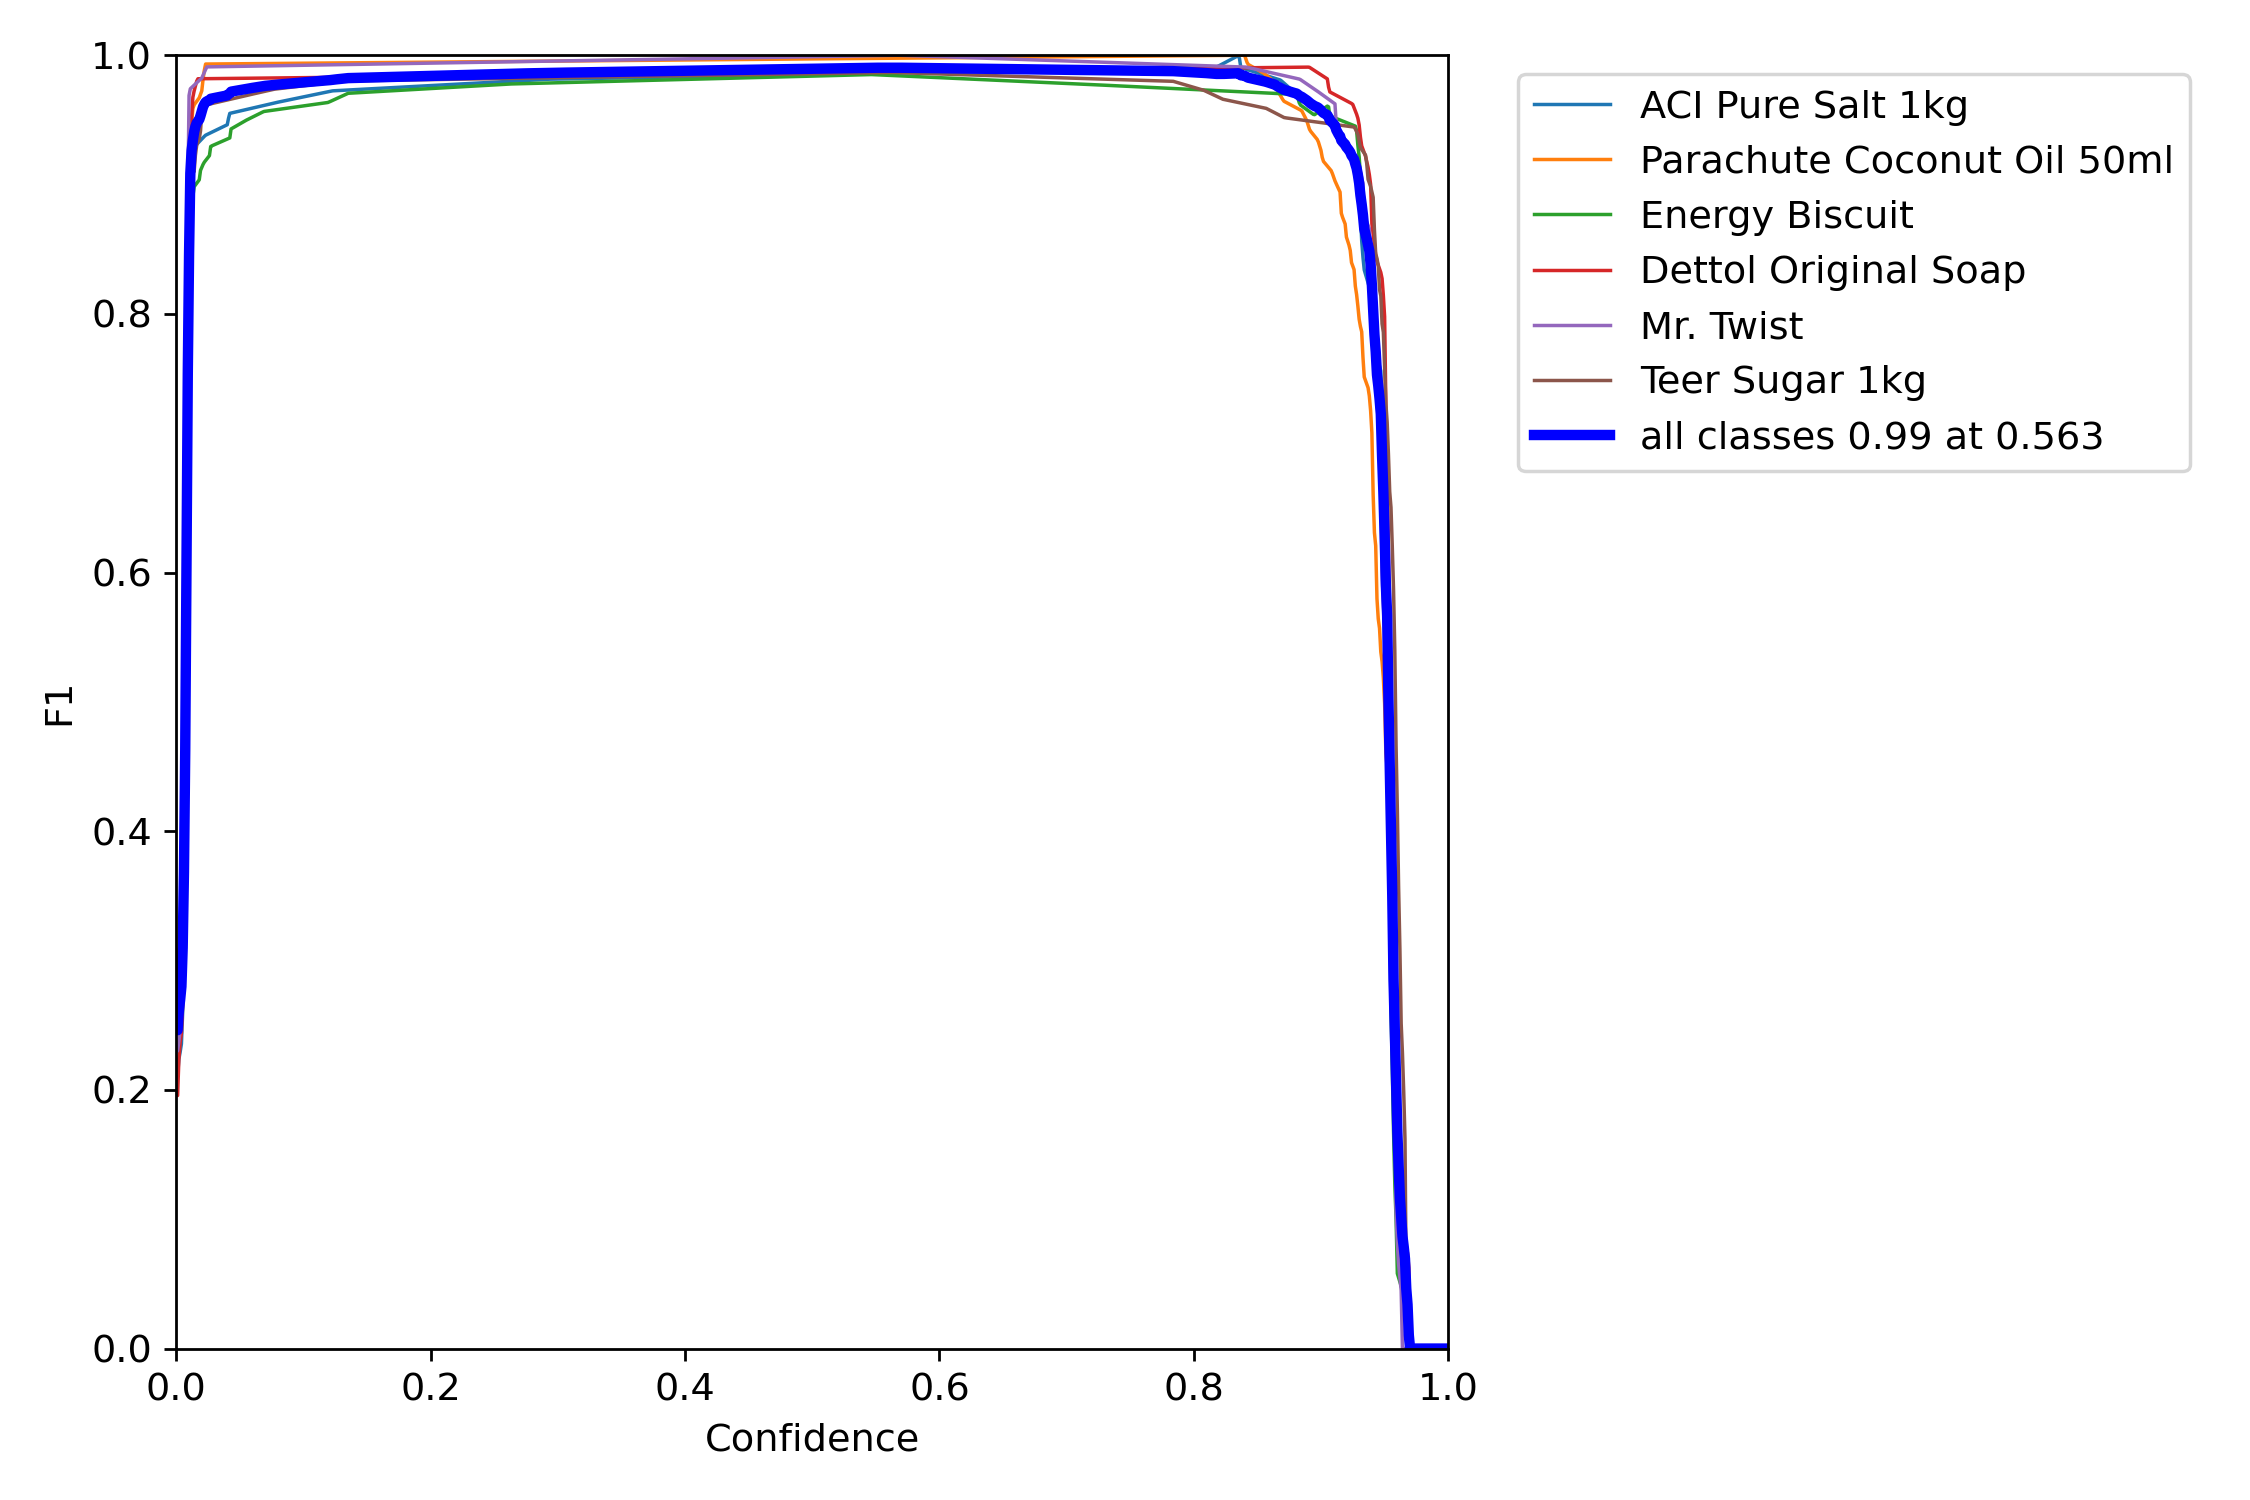 1.0
0.8
0.6
0.4
0.2
0.0
F1
0.0 0.2 0.4 0.6 0.8 1.0
Confidence
ACI Pure Salt 1kg
Parachute Coconut Oil 50ml
Energy Biscuit
Dettol Original Soap
Mr. Twist
Teer Sugar 1kg
all classes 0.99 at 0.563